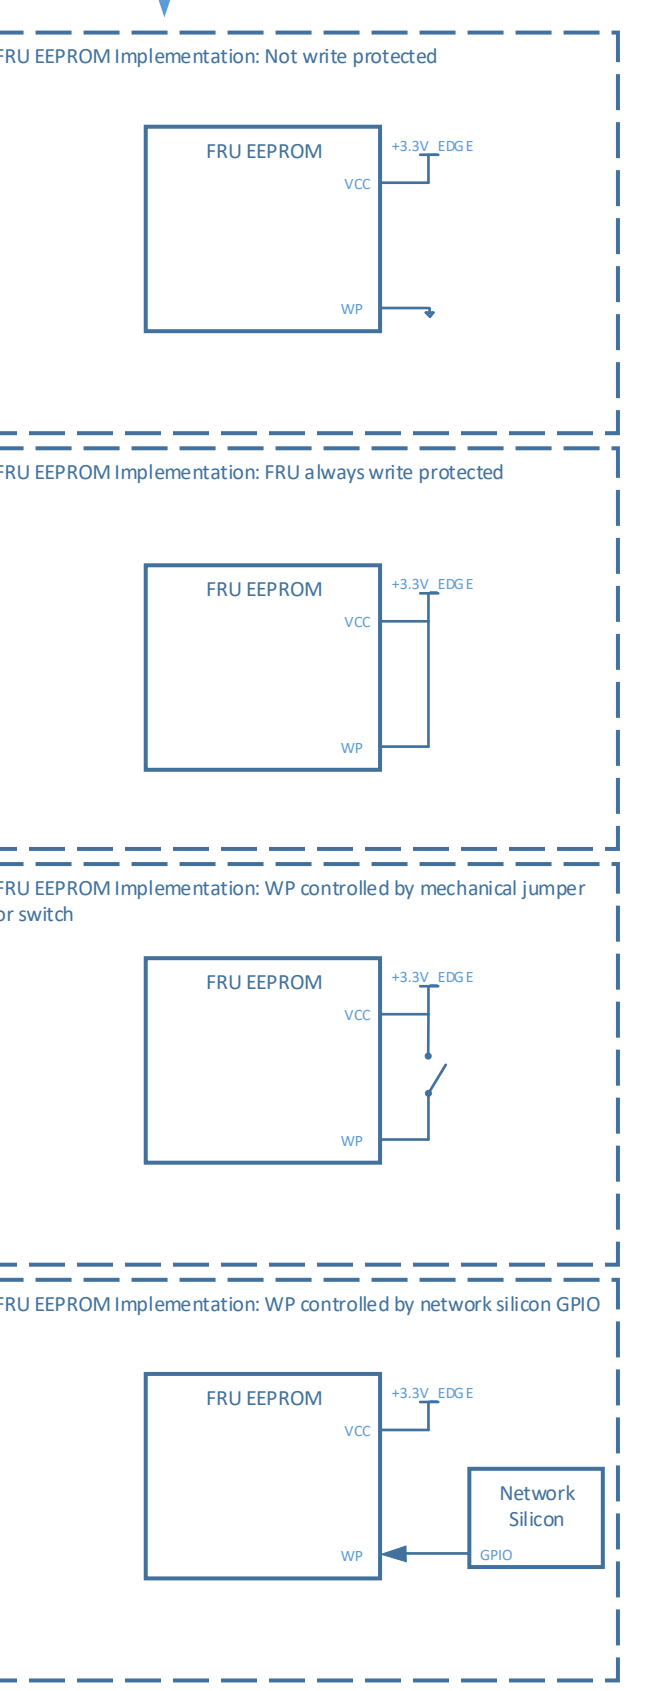 FRU EEPROM Implementation: Not write protected
FRU EEPROM
+3.3V_EDGE
VCC
WP
FRU EEPROM Implementation: FRU always write protected
FRU EEPROM
+3.3V_EDGE
VCC
WP
FRU EEPROM Implementation: WP controlled by mechanical jumper
or switch
FRU EEPROM
+3.3V_EDGE
VCC
WP
FRU EEPROM Implementation: WP controlled by network silicon GPIO
FRU EEPROM
+3.3V_EDGE
VCC
Network
Silicon
WP
GPIO